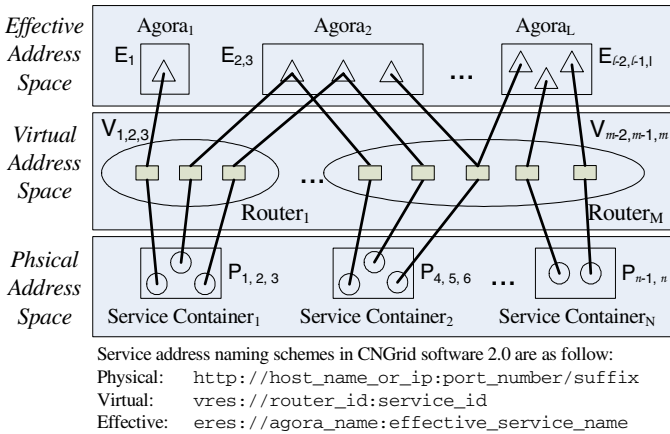 Effective Address Space
Agora1 Agora2 AgoraL
E1 E2,3 ... El-2,l-1,l
Virtual Address Space
V1,2,3 Vm-2,m-1,m
...
Router1 RouterM
Phsical Address Space
P1, 2, 3 P4, 5, 6 ... Pn-1, n
Service Container1 Service Container2 Service ContainerN
Service address naming schemes in CNGrid software 2.0 are as follow:
Physical: http://host_name_or_ip:port_number/suffix
Virtual: vres://router_id:service_id
Effective: eres://agora_name:effective_service_name